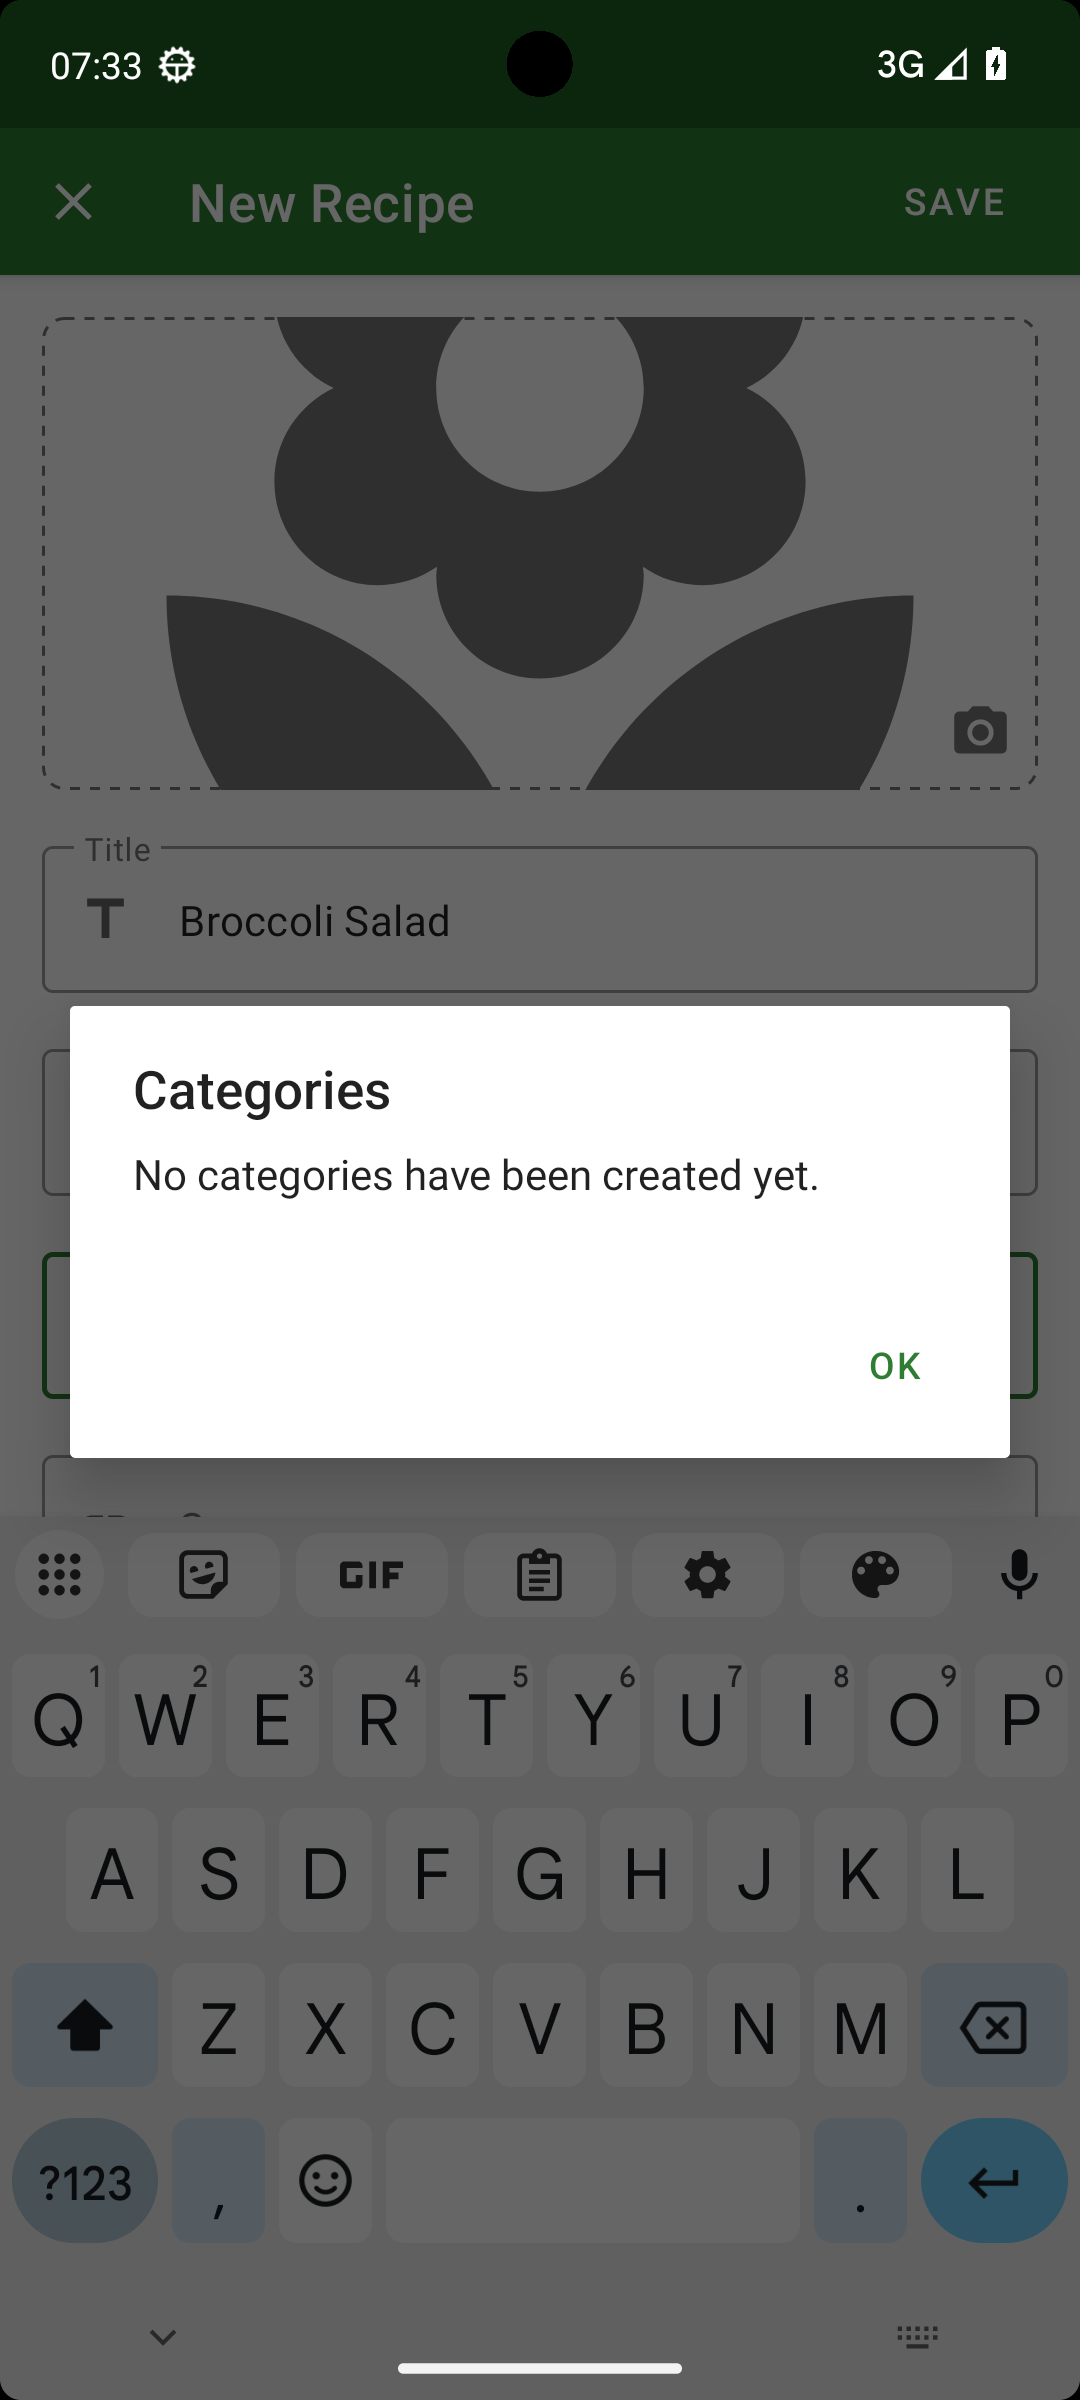 07:33
3G
New Recipe
SAVE
Title
Broccoli Salad
Categories
No categories have been created yet.
OK
GIF
1 2 3 4 5 6 7 8 9 0
Q W E R T Y U I O P
A S D F G H J K L
Z X C V B N M
?123 , .